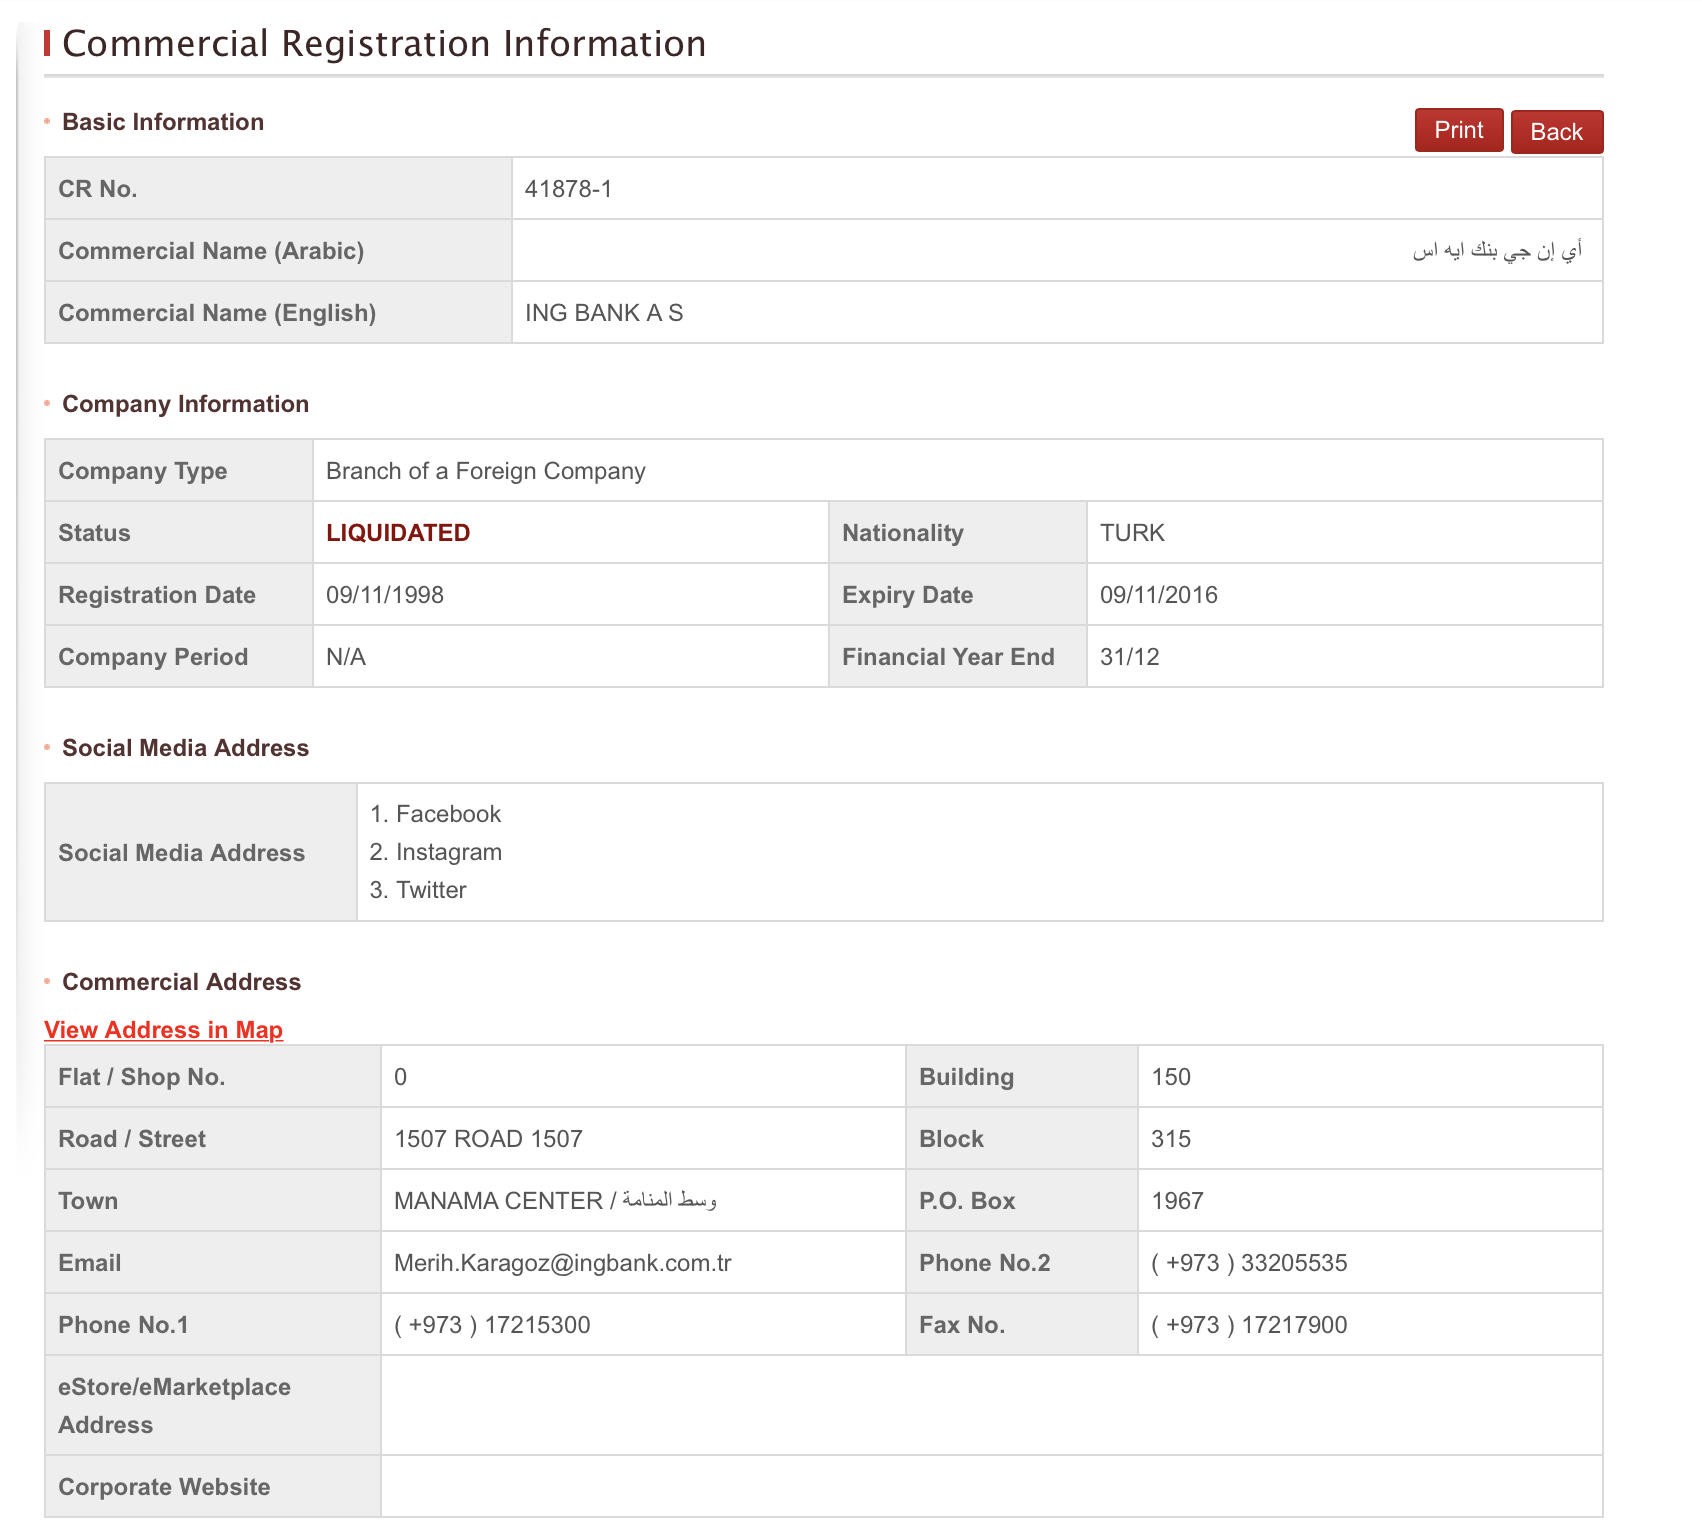 Commercial Registration Information
Basic Information
Print Back
CR No. 41878-1
Commercial Name (Arabic) أي إن جي بنك ايه اس
Commercial Name (English) ING BANK A S
Company Information
Company Type Branch of a Foreign Company
Status LIQUIDATED Nationality TURK
Registration Date 09/11/1998 Expiry Date 09/11/2016
Company Period N/A Financial Year End 31/12
Social Media Address
Social Media Address
1. Facebook
2. Instagram
3. Twitter
Commercial Address
View Address in Map
Flat / Shop No. 0 Building 150
Road / Street 1507 ROAD 1507 Block 315
Town MANAMA CENTER / وسط المنامة P.O. Box 1967
Email Merih.Karagoz@ingbank.com.tr Phone No.2 ( +973 ) 33205535
Phone No.1 ( +973 ) 17215300 Fax No. ( +973 ) 17217900
eStore/eMarketplace
Address
Corporate Website